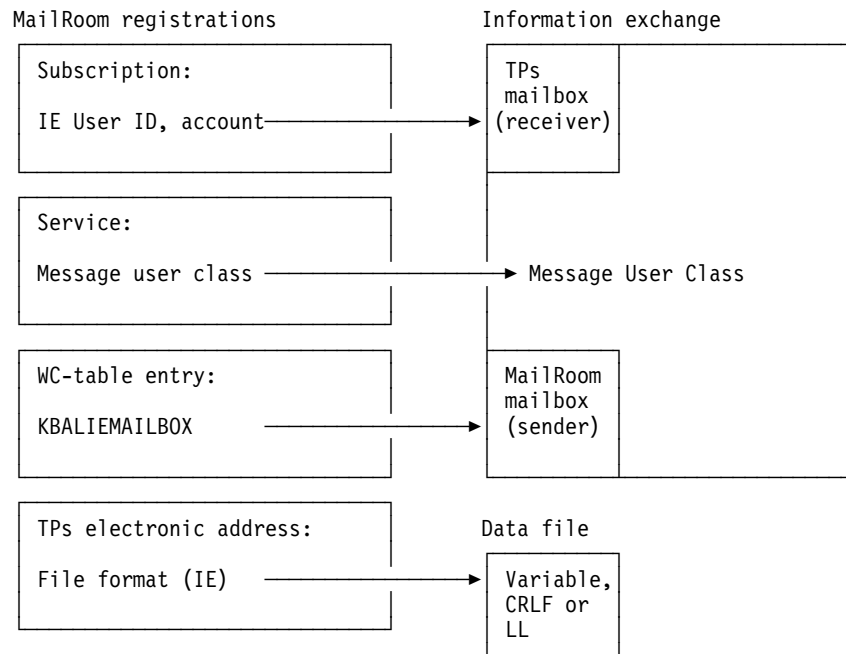 MailRoom registrations
Information exchange
Subscription:
IE User ID, account
TPs
mailbox
(receiver)
Service:
Message user class
Message User Class
WC-table entry:
KBALIEMAILBOX
MailRoom
mailbox
(sender)
TPs electronic address:
File format (IE)
Data file
Variable,
CRLF or
LL